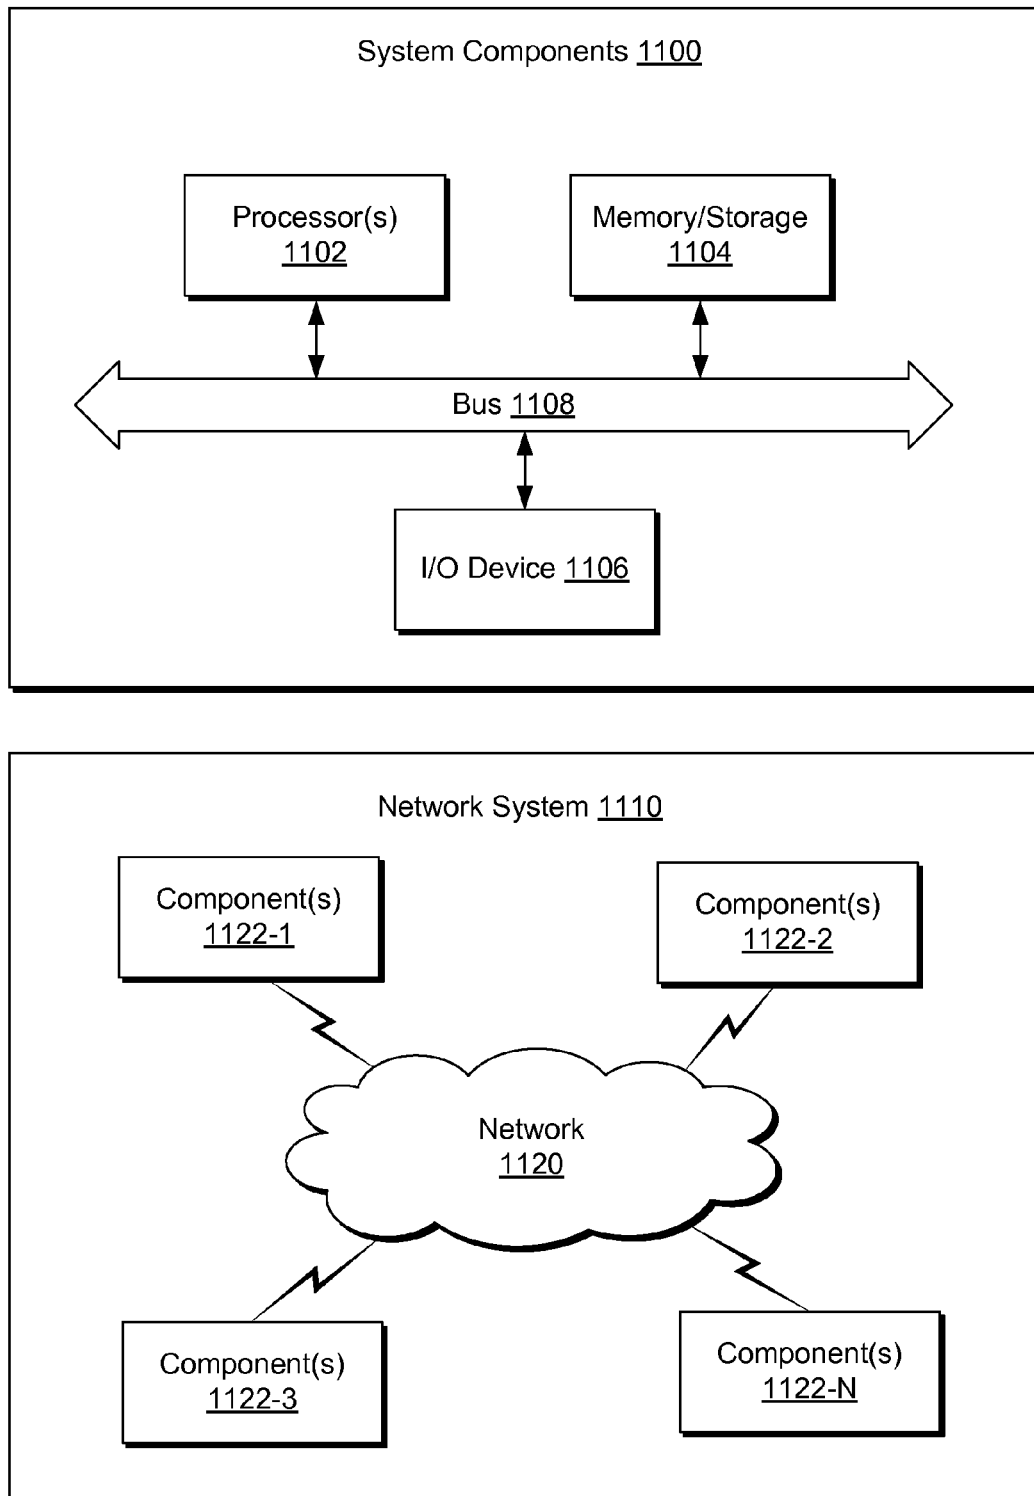 System Components 1100
Processor(s)
1102
Memory/Storage
1104
Bus 1108
I/O Device 1106
Network System 1110
Component(s)
1122-1
Component(s)
1122-2
Network
1120
Component(s)
1122-3
Component(s)
1122-N